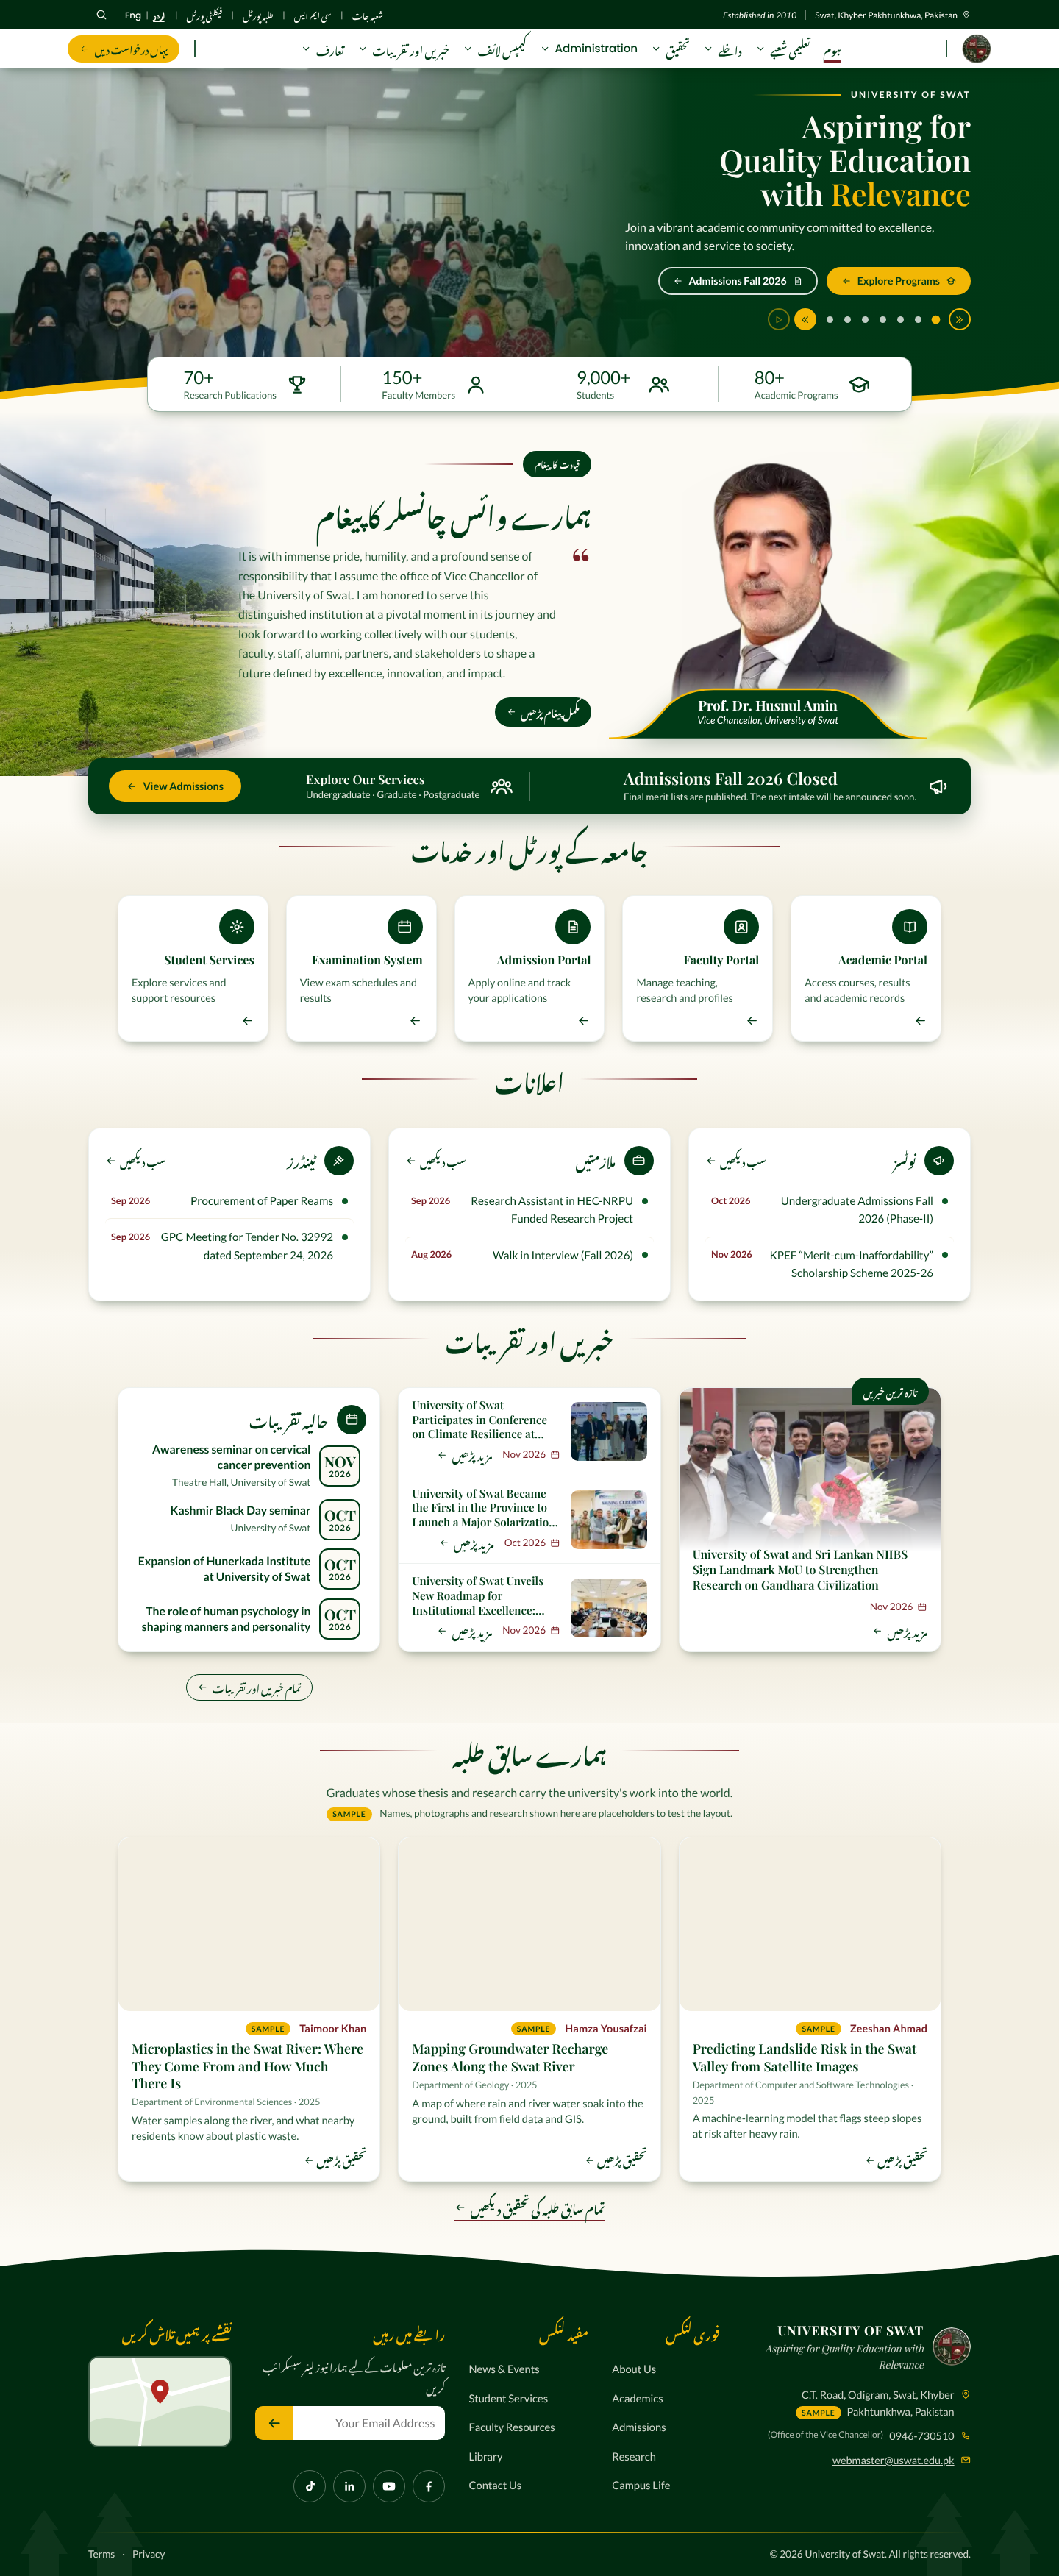 Swat, Khyber Pakhtunkhwa, Pakistan | Established in 2010
شعبہ جات | سی ایم ایس | طلبہ پورٹل | فیکلٹی پورٹل | اردو | Eng
ہوم تعلیمی شعبے داخلے تحقیق Administration کیمپس لائف خبریں اور تقریبات تعارف
یہاں درخواست دیں
UNIVERSITY OF SWAT
Aspiring for
Quality Education
with Relevance
Join a vibrant academic community committed to excellence,
innovation and service to society.
Explore Programs
Admissions Fall 2026
80+
Academic Programs
9,000+
Students
150+
Faculty Members
70+
Research Publications
قیادت کا پیغام
ہمارے وائس چانسلر کا پیغام
“
It is with immense pride, humility, and a profound sense of
responsibility that I assume the office of Vice Chancellor of
the University of Swat. I am honored to serve this
distinguished institution at a pivotal moment in its journey and
look forward to working collectively with our students,
faculty, staff, alumni, partners, and stakeholders to shape a
future defined by excellence, innovation, and impact.
مکمل پیغام پڑھیں
Prof. Dr. Husnul Amin
Vice Chancellor, University of Swat
Admissions Fall 2026 Closed
Final merit lists are published. The next intake will be announced soon.
Explore Our Services
Undergraduate · Graduate · Postgraduate
View Admissions
جامعہ کے پورٹل اور خدمات
Academic Portal
Access courses, results
and academic records
Faculty Portal
Manage teaching,
research and profiles
Admission Portal
Apply online and track
your applications
Examination System
View exam schedules and
results
Student Services
Explore services and
support resources
اعلانات
نوٹسز
سب دیکھیں
Undergraduate Admissions Fall
2026 (Phase-II)
Oct 2026
KPEF “Merit-cum-Inaffordability”
Scholarship Scheme 2025-26
Nov 2026
ملازمتیں
سب دیکھیں
Research Assistant in HEC-NRPU
Funded Research Project
Sep 2026
Walk in Interview (Fall 2026)
Aug 2026
ٹینڈرز
سب دیکھیں
Procurement of Paper Reams
Sep 2026
GPC Meeting for Tender No. 32992
dated September 24, 2026
Sep 2026
خبریں اور تقریبات
تازہ ترین خبریں
University of Swat and Sri Lankan NIIBS
Sign Landmark MoU to Strengthen
Research on Gandhara Civilization
Nov 2026
مزید پڑھیں
University of Swat
Participates in Conference
on Climate Resilience at…
Nov 2026
مزید پڑھیں
University of Swat Became
the First in the Province to
Launch a Major Solarizatio…
Oct 2026
مزید پڑھیں
University of Swat Unveils
New Roadmap for
Institutional Excellence:…
Nov 2026
مزید پڑھیں
حالیہ تقریبات
NOV
2026
Awareness seminar on cervical
cancer prevention
Theatre Hall, University of Swat
OCT
2026
Kashmir Black Day seminar
University of Swat
OCT
2026
Expansion of Hunerkada Institute
at University of Swat
OCT
2026
The role of human psychology in
shaping manners and personality
تمام خبریں اور تقریبات
ہمارے سابق طلبہ
Graduates whose thesis and research carry the university's work into the world.
SAMPLE Names, photographs and research shown here are placeholders to test the layout.
Zeeshan Ahmad SAMPLE
Predicting Landslide Risk in the Swat
Valley from Satellite Images
Department of Computer and Software Technologies ·
2025
A machine-learning model that flags steep slopes
at risk after heavy rain.
تحقیق پڑھیں
Hamza Yousafzai SAMPLE
Mapping Groundwater Recharge
Zones Along the Swat River
Department of Geology · 2025
A map of where rain and river water soak into the
ground, built from field data and GIS.
تحقیق پڑھیں
Taimoor Khan SAMPLE
Microplastics in the Swat River: Where
They Come From and How Much
There Is
Department of Environmental Sciences · 2025
Water samples along the river, and what nearby
residents know about plastic waste.
تحقیق پڑھیں
تمام سابق طلبہ کی تحقیق دیکھیں
UNIVERSITY OF SWAT
Aspiring for Quality Education with
Relevance
C.T. Road, Odigram, Swat, Khyber
Pakhtunkhwa, Pakistan SAMPLE
0946-730510 (Office of the Vice Chancellor)
webmaster@uswat.edu.pk
فوری لنکس
About Us
Academics
Admissions
Research
Campus Life
مفید لنکس
News & Events
Student Services
Faculty Resources
Library
Contact Us
رابطے میں رہیں
تازہ ترین معلومات کے لیے ہمارا نیوز لیٹر سبسکرائب
کریں
Your Email Address
نقشے پر ہمیں تلاش کریں
© 2026 University of Swat. All rights reserved.
Terms · Privacy